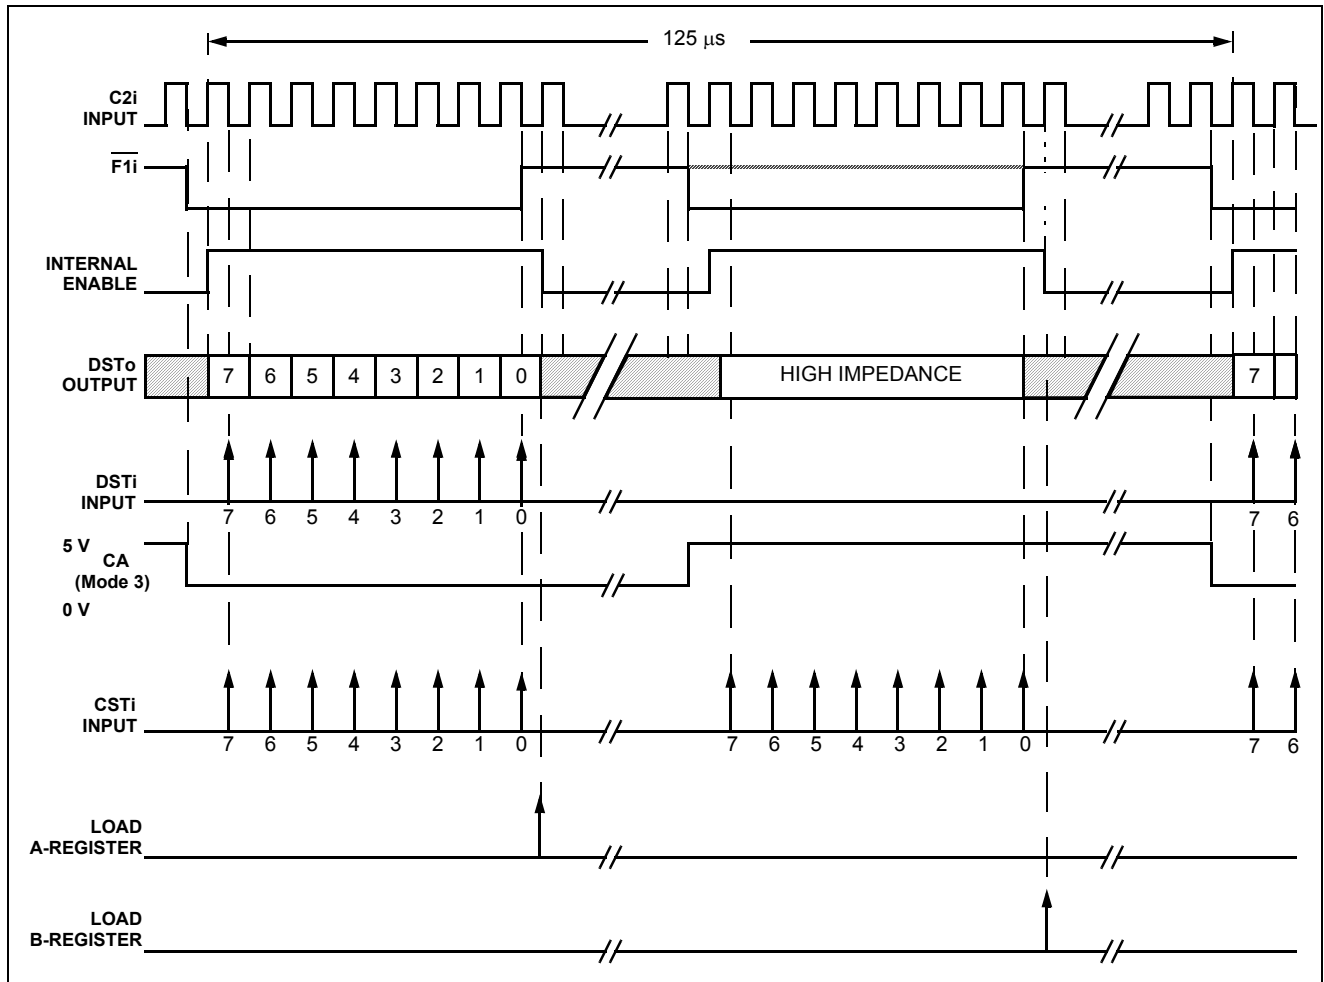 125 µs
C2i
INPUT
F1i
INTERNAL
ENABLE
DSTo
OUTPUT
7 6 5 4 3 2 1 0 HIGH IMPEDANCE 7
DSTi
INPUT
7 6 5 4 3 2 1 0 7 6
5 V
CA
(Mode 3)
0 V
CSTi
INPUT
7 6 5 4 3 2 1 0 7 6 5 4 3 2 1 0 7 6
LOAD
A-REGISTER
LOAD
B-REGISTER